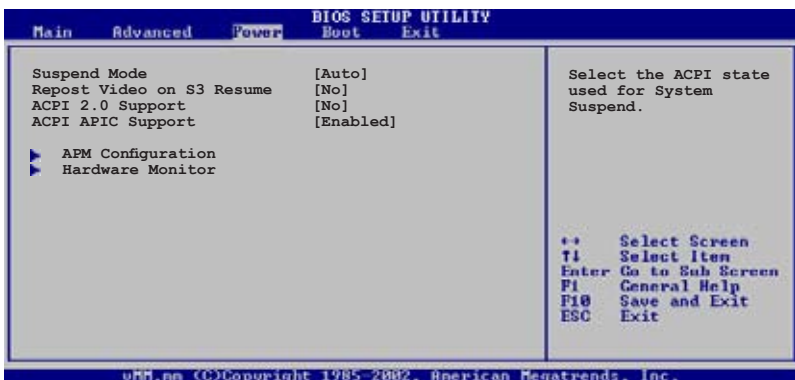 BIOS SETUP UTILITY
Main Advanced Power Boot Exit
Suspend Mode [Auto]
Repost Video on S3 Resume [No]
ACPI 2.0 Support [No]
ACPI APIC Support [Enabled]
APM Configuration
Hardware Monitor
Select the ACPI state
used for System
Suspend.
↔ Select Screen
↑↓ Select Item
Enter Go to Sub Screen
F1 General Help
F10 Save and Exit
ESC Exit
vMM.nn (C)Copyright 1985-2002, American Megatrends, Inc.